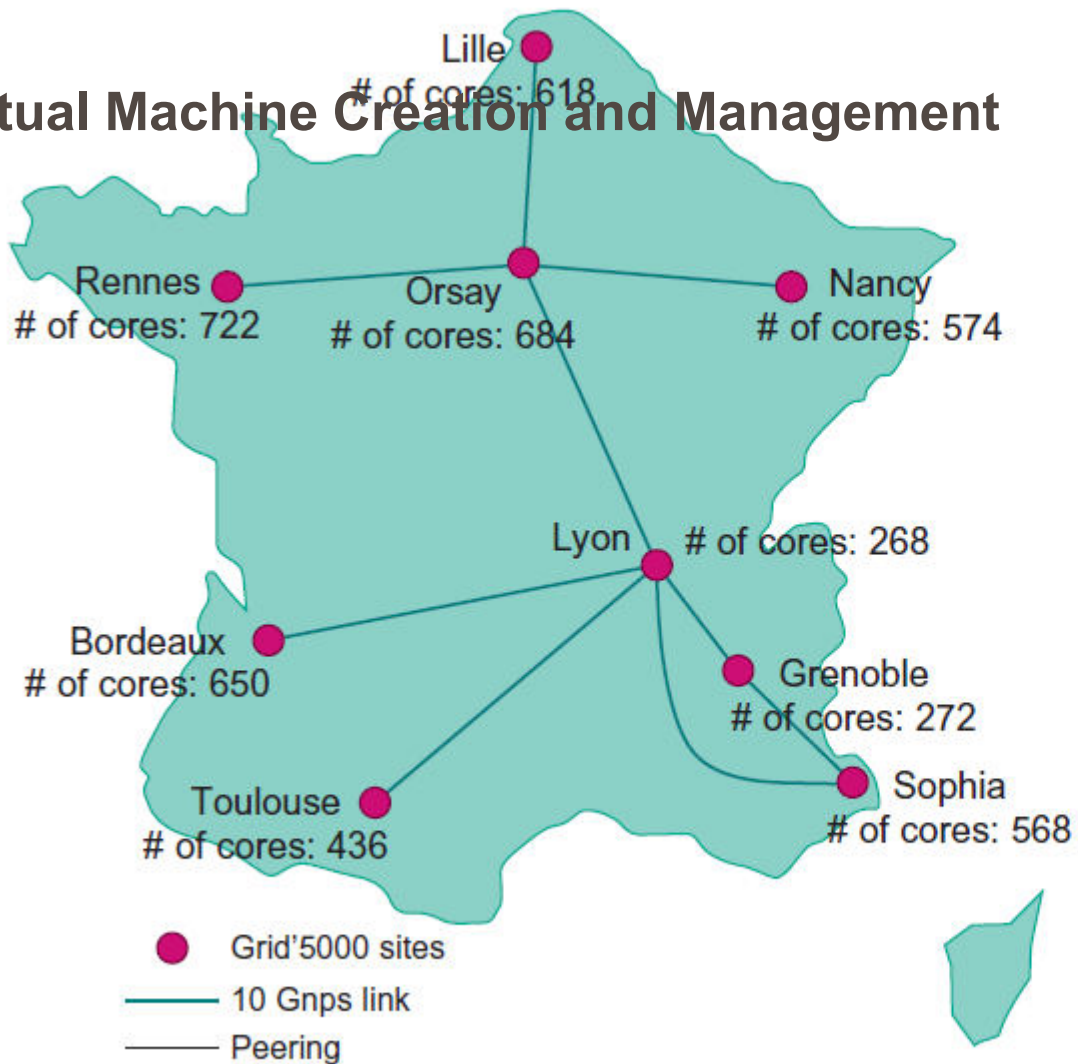 Lille
# of cores: 618
tual Machine Creation and Management
Rennes
# of cores: 722
Orsay
# of cores: 684
Nancy
# of cores: 574
Lyon
# of cores: 268
Bordeaux
# of cores: 650
Grenoble
# of cores: 272
Toulouse
# of cores: 436
Sophia
# of cores: 568
Grid'5000 sites
10 Gnps link
Peering